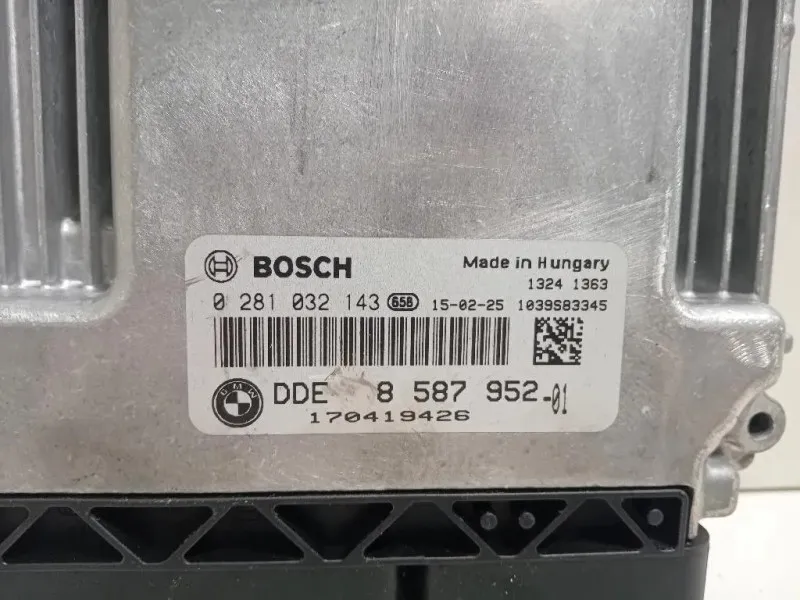 BOSCH Made in Hungary
1324 1363
0 281 032 143 658 15-02-25 1039S83345
BMW DDE 8 587 952-01
170419426